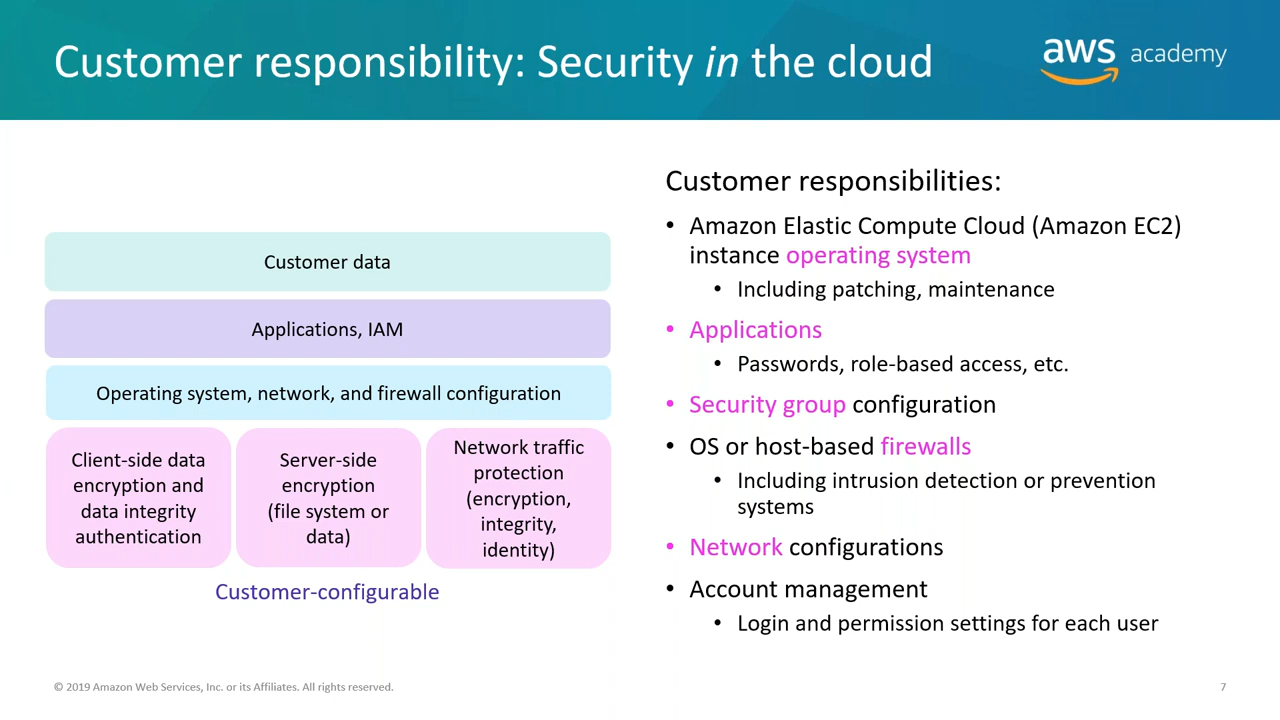 Customer responsibility: Security in the cloud
aws academy
Customer data
Applications, IAM
Operating system, network, and firewall configuration
Client-side data
encryption and
data integrity
authentication
Server-side
encryption
(file system or
data)
Network traffic
protection
(encryption,
integrity,
identity)
Customer-configurable
Customer responsibilities:
• Amazon Elastic Compute Cloud (Amazon EC2)
instance operating system
• Including patching, maintenance
• Applications
• Passwords, role-based access, etc.
• Security group configuration
• OS or host-based firewalls
• Including intrusion detection or prevention
systems
• Network configurations
• Account management
• Login and permission settings for each user
© 2019 Amazon Web Services, Inc. or its Affiliates. All rights reserved.
7